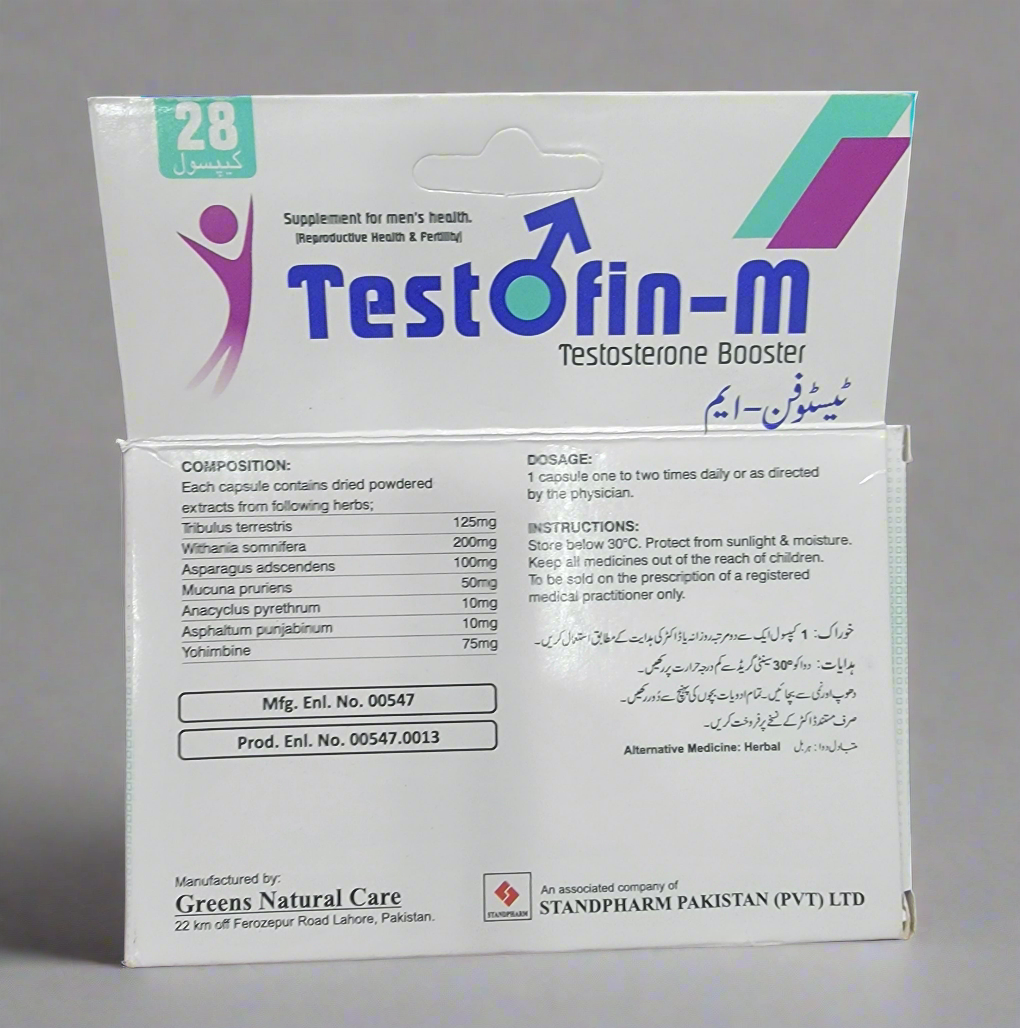 28
کیپسول
Supplement for men's health.
(Reproductive Health & Fertility)
Testofin-M
Testosterone Booster
ٹیسٹوفن-ایم
COMPOSITION:
Each capsule contains dried powdered
extracts from following herbs;
Tribulus terrestris 125mg
Withania somnifera 200mg
Asparagus adscendens 100mg
Mucuna pruriens 50mg
Anacyclus pyrethrum 10mg
Asphaltum punjabinum 10mg
Yohimbine 75mg
Mfg. Enl. No. 00547
Prod. Enl. No. 00547.0013
DOSAGE:
1 capsule one to two times daily or as directed
by the physician.
INSTRUCTIONS:
Store below 30°C. Protect from sunlight & moisture.
Keep all medicines out of the reach of children.
To be sold on the prescription of a registered
medical practitioner only.
خوراک: 1 کیپسول ایک سے دو مرتبہ روزانہ یا ڈاکٹر کی ہدایت کے مطابق استعمال کریں۔
ہدایات: دوا کو 30° سینٹی گریڈ سے کم درجہ حرارت پر رکھیں۔
دھوپ اور نمی سے بچائیں۔ تمام ادویات بچوں کی پہنچ سے دور رکھیں۔
صرف مستند ڈاکٹر کے نسخے پر فروخت کریں۔
Alternative Medicine: Herbal متبادل دوا: ہربل
Manufactured by:
Greens Natural Care
22 km off Ferozepur Road Lahore, Pakistan.
STANDPHARM
An associated company of
STANDPHARM PAKISTAN (PVT) LTD